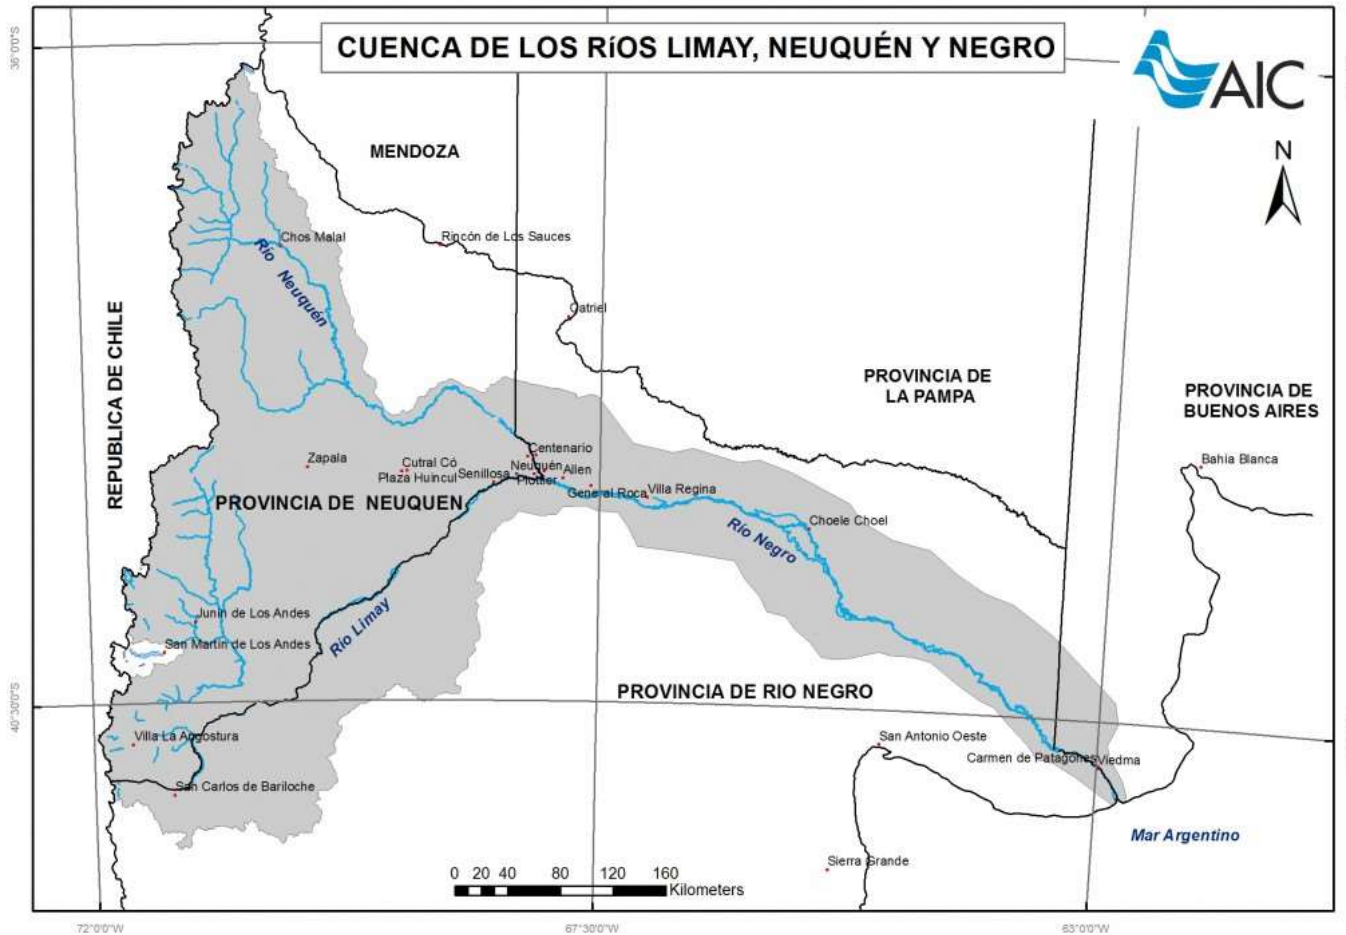 CUENCA DE LOS RíOS LIMAY, NEUQUÉN Y NEGRO
AIC
36°0'0"S
N
MENDOZA
Chos Malal
Rincón de Los Sauces
Río Neuquén
Catriel
REPUBLICA DE CHILE
PROVINCIA DE
LA PAMPA
PROVINCIA DE
BUENOS AIRES
Centenario
Zapala
Cutral Có
Neuquén
Allen
Bahia Blanca
Plaza Huincul
Senillosa
Plottier
General Roca
Villa Regina
PROVINCIA DE NEUQUEN
Choele Choel
Río Negro
Junin de Los Andes
Río Limay
San Martin de Los Andes
PROVINCIA DE RIO NEGRO
40°30'0"S
Villa La Angostura
San Antonio Oeste
Carmen de Patagones
Viedma
San Carlos de Bariloche
Mar Argentino
Sierra Grande
0 20 40 80 120 160
Kilometers
72°0'0"W
67°30'0"W
63°0'0"W